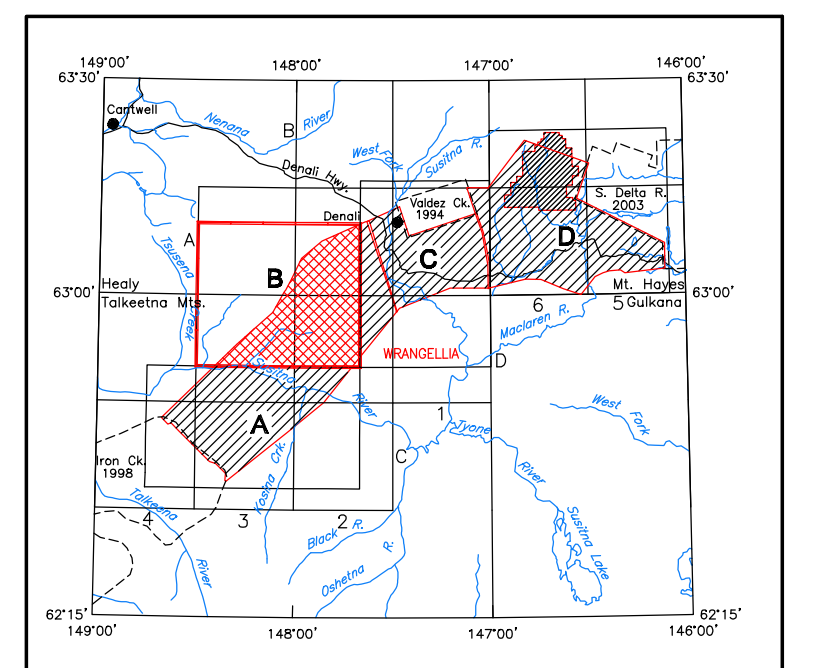 149°00'
148°00'
147°00'
146°00'
63°30'
63°30'
Cantwell
Nenana
River
B
West Fork
Susitna R.
Denali Hwy.
Valdez Ck.
1994
S. Delta R.
2003
Denali
A
Tsusena
Creek
B
C
D
Healy
Talkeetna Mts.
63°00'
63°00'
Mt. Hayes
Gulkana
6
5
Maclaren R.
WRANGELLIA
D
Susitna
River
1
A
Tyone
River
West
Fork
C
Iron Ck.
1998
Kosina Crk.
Talkeetna
River
4
3
2
Black R.
Oshetna
R.
Susitna Lake
62°15'
62°15'
149°00'
148°00'
147°00'
146°00'